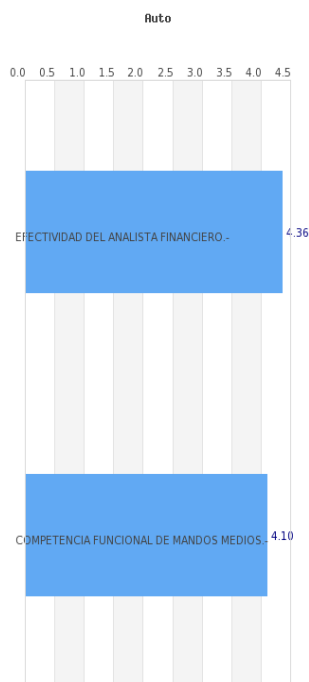 Auto
0.0 0.5 1.0 1.5 2.0 2.5 3.0 3.5 4.0 4.5
EFECTIVIDAD DEL ANALISTA FINANCIERO.- 4.36
COMPETENCIA FUNCIONAL DE MANDOS MEDIOS.- 4.10